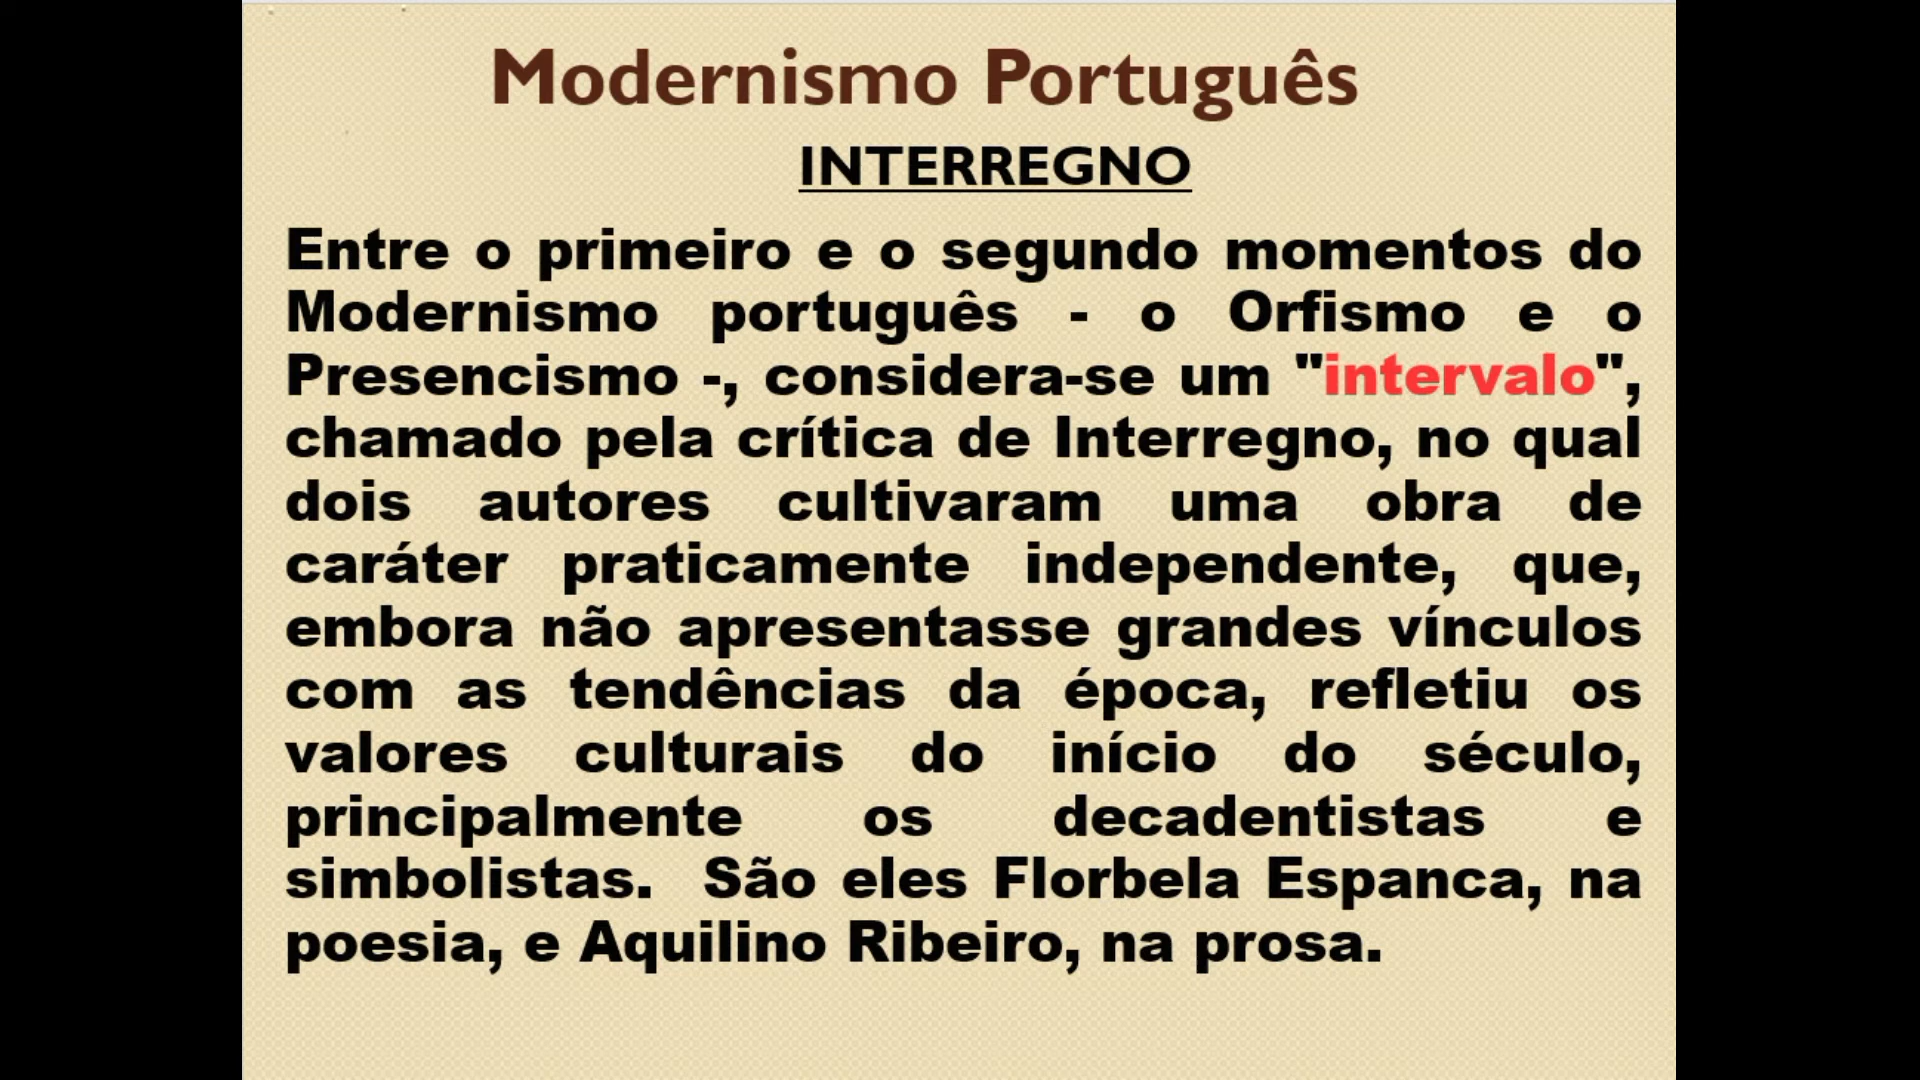 Modernismo Português
INTERREGNO
Entre o primeiro e o segundo momentos do
Modernismo português - o Orfismo e o
Presencismo -, considera-se um "intervalo",
chamado pela crítica de Interregno, no qual
dois autores cultivaram uma obra de
caráter praticamente independente, que,
embora não apresentasse grandes vínculos
com as tendências da época, refletiu os
valores culturais do início do século,
principalmente os decadentistas e
simbolistas. São eles Florbela Espanca, na
poesia, e Aquilino Ribeiro, na prosa.